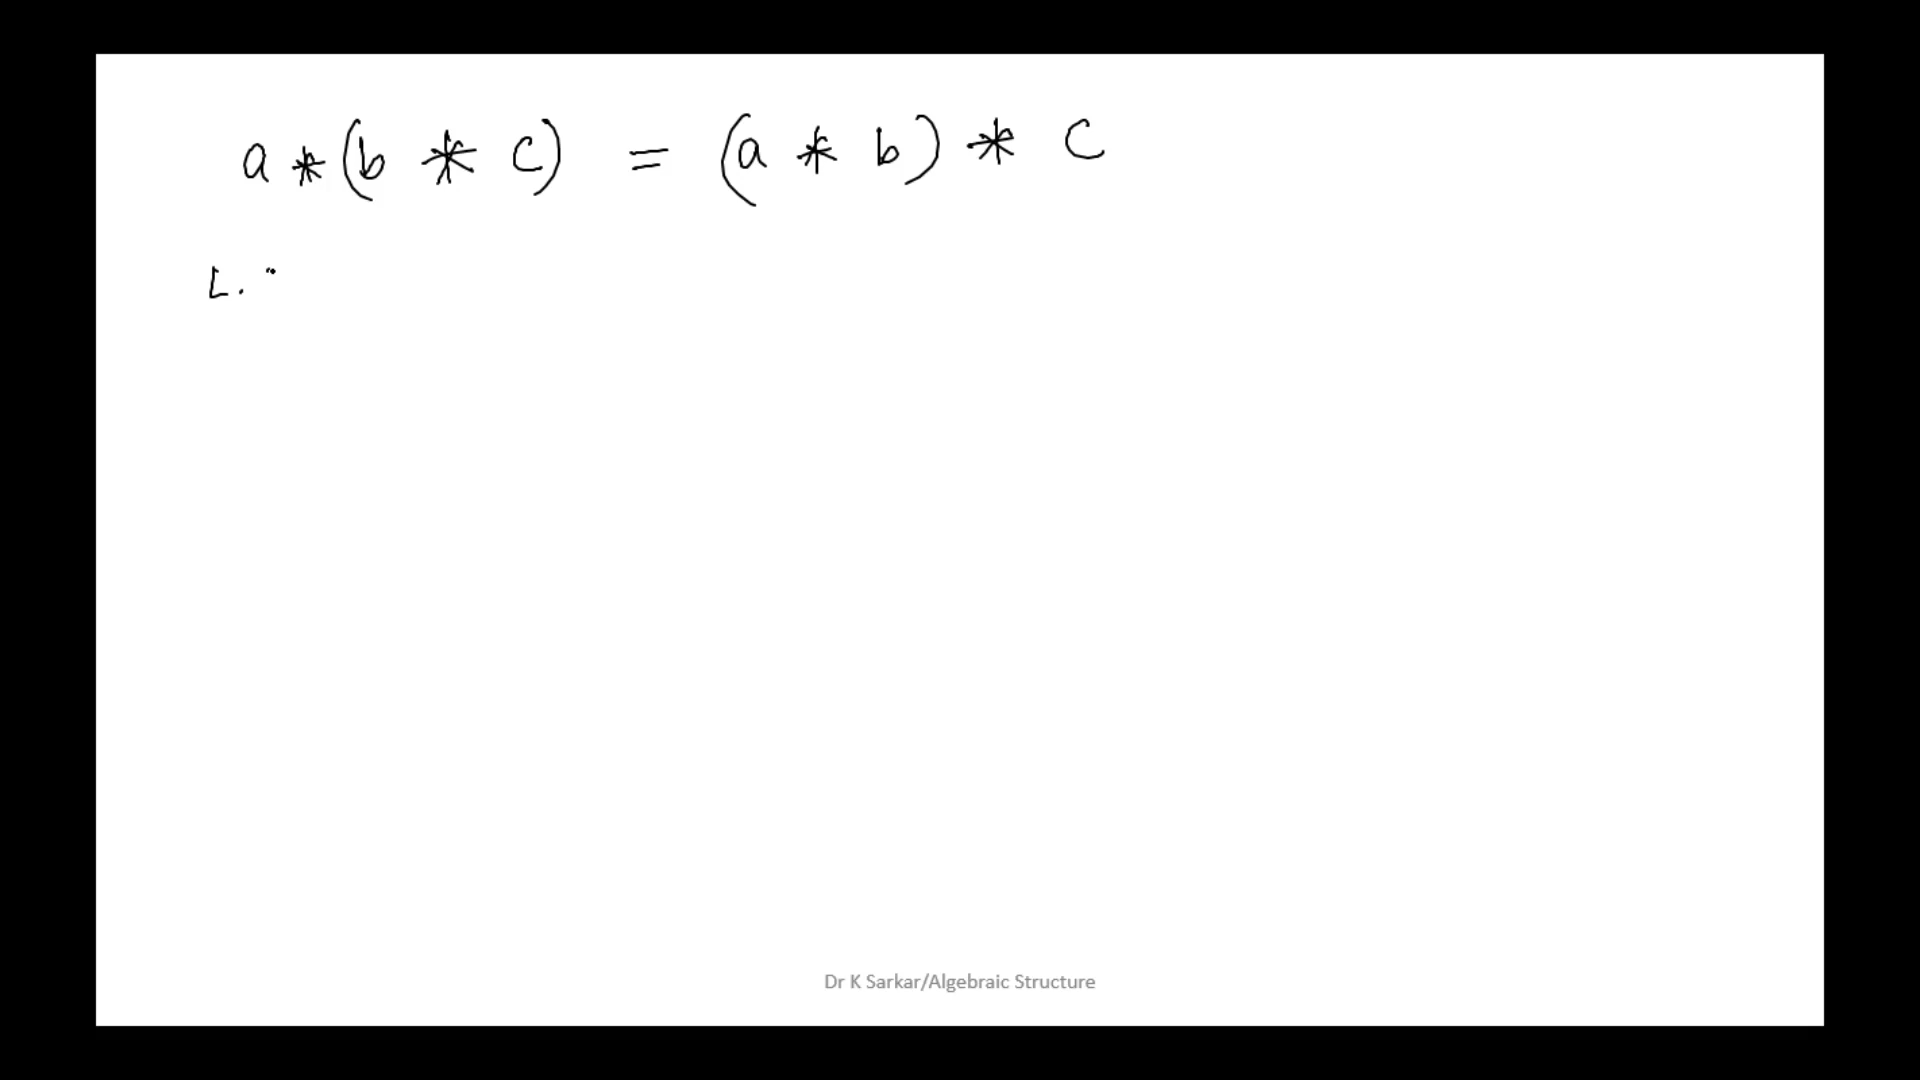 a * (b * c) = (a * b) * c
L.
Dr K Sarkar/Algebraic Structure